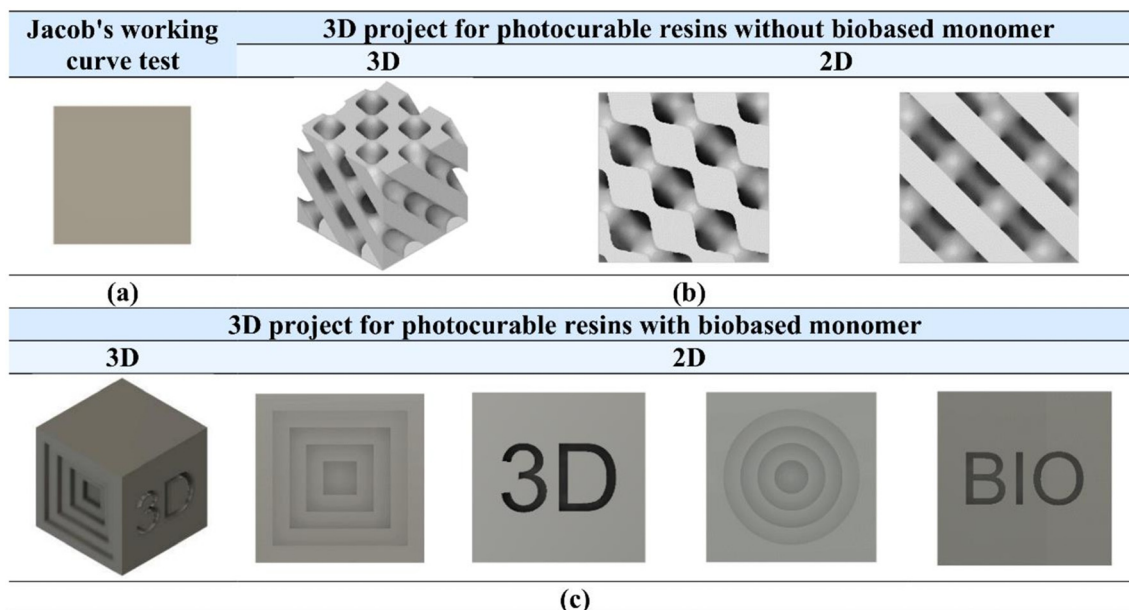 Jacob's working
curve test
3D project for photocurable resins without biobased monomer
3D
2D
(a)
(b)
3D project for photocurable resins with biobased monomer
3D
2D
3D
3D
BIO
(c)